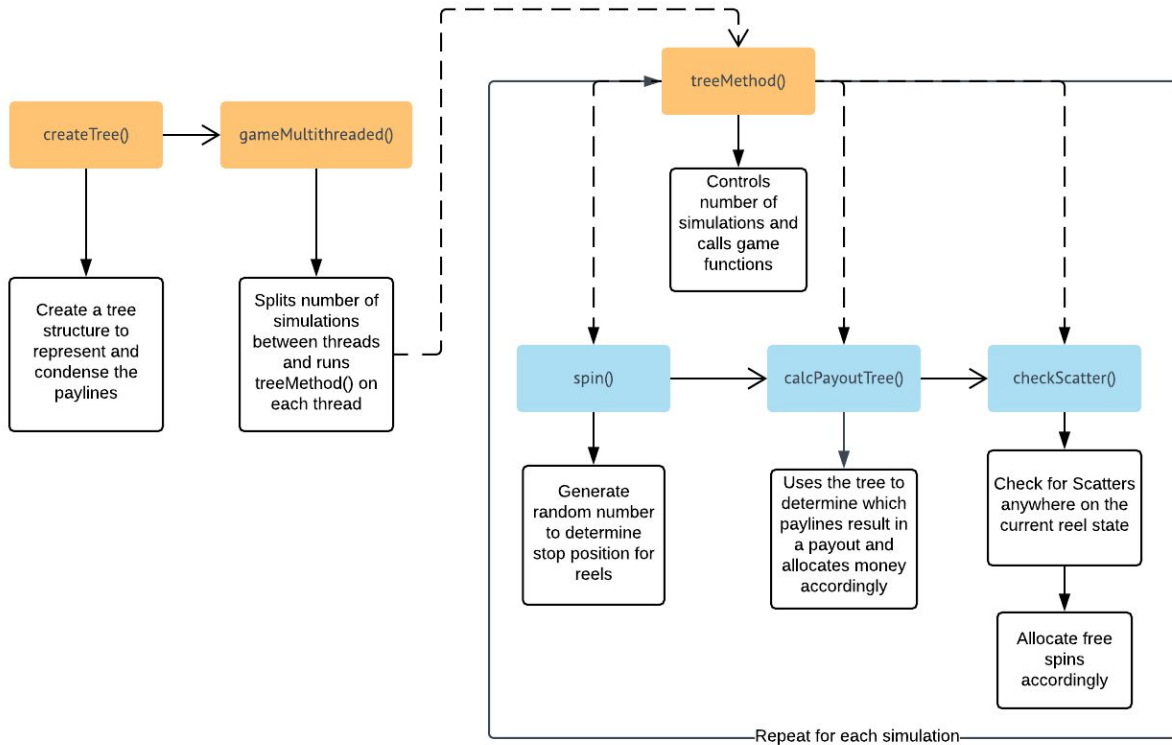 treeMethod()
createTree()
gameMultithreaded()
Controls
number of
simulations and
calls game
functions
Create a tree
structure to
represent and
condense the
paylines
Splits number of
simulations
between threads
and runs
treeMethod() on
each thread
spin()
calcPayoutTree()
checkScatter()
Generate
random number
to determine
stop position for
reels
Uses the tree to
determine which
paylines result in
a payout and
allocates money
accordingly
Check for Scatters
anywhere on the
current reel state
Allocate free
spins
accordingly
Repeat for each simulation